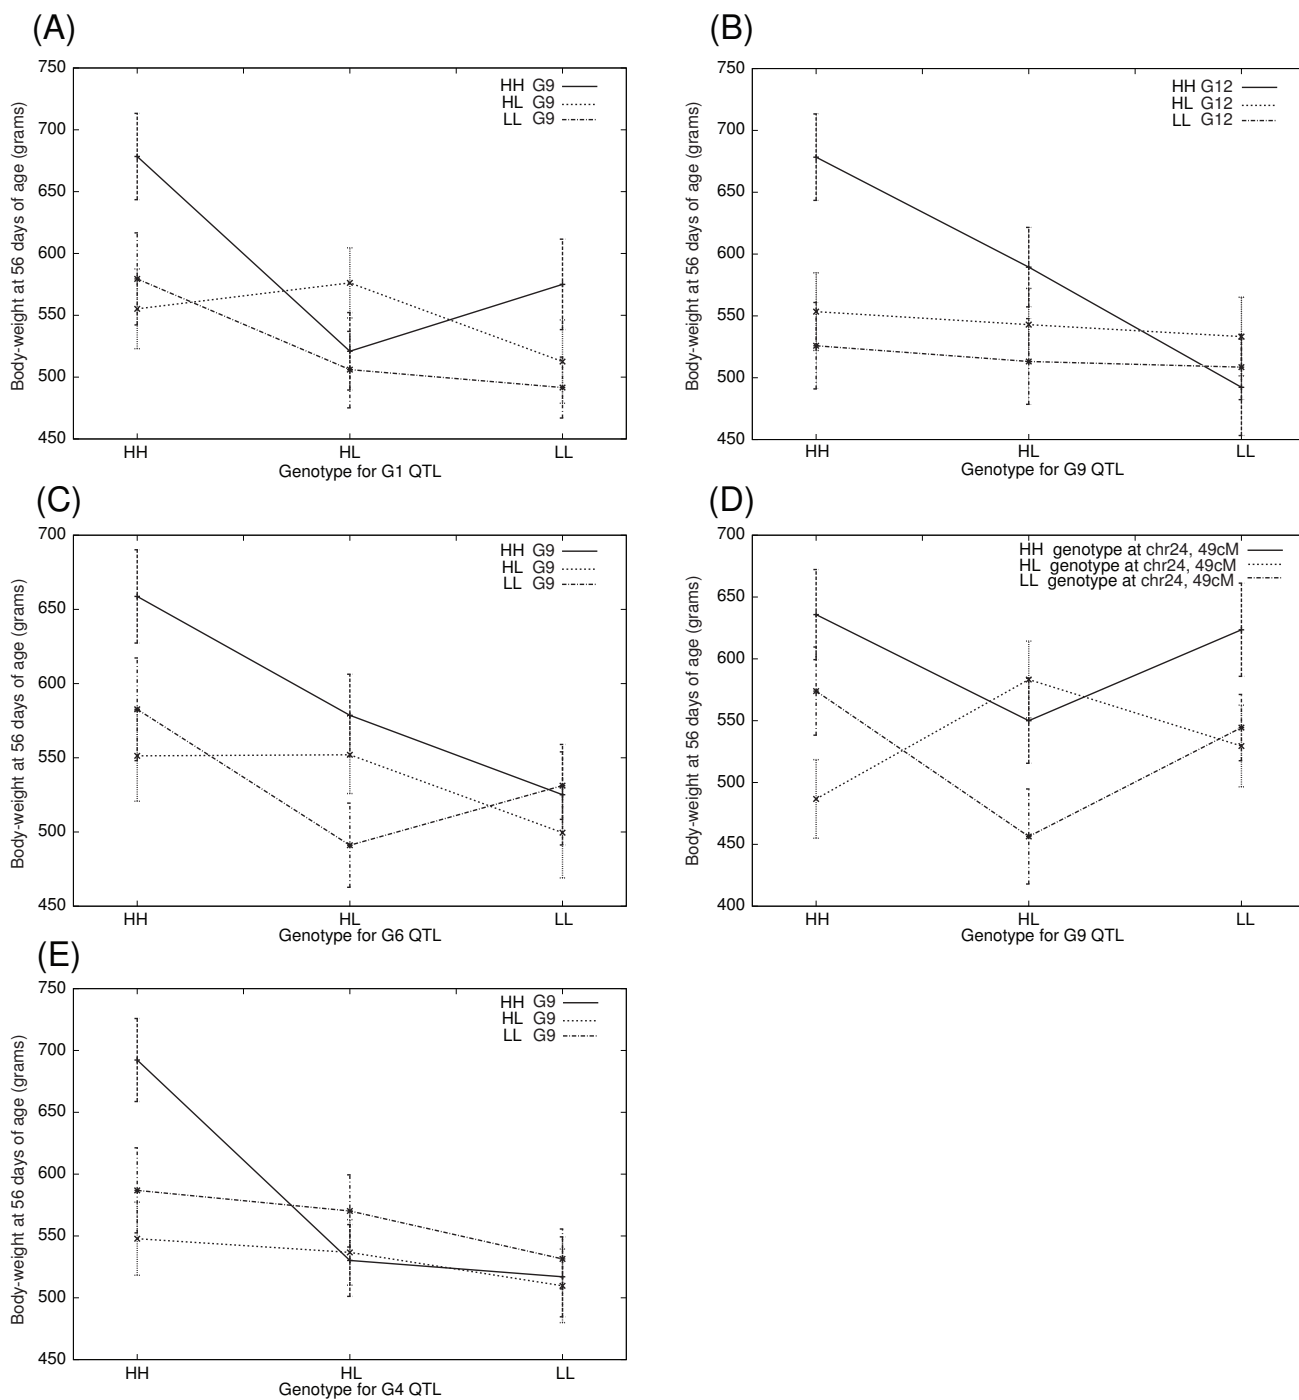 (A)
Body-weight at 56 days of age (grams)
750
700
650
600
550
500
450
HH G9
HL G9
LL G9
HH HL LL
Genotype for G1 QTL
(B)
Body-weight at 56 days of age (grams)
750
700
650
600
550
500
450
HH G12
HL G12
LL G12
HH HL LL
Genotype for G9 QTL
(C)
Body-weight at 56 days of age (grams)
700
650
600
550
500
450
HH G9
HL G9
LL G9
HH HL LL
Genotype for G6 QTL
(D)
Body-weight at 56 days of age (grams)
700
650
600
550
500
450
400
HH genotype at chr24, 49cM
HL genotype at chr24, 49cM
LL genotype at chr24, 49cM
HH HL LL
Genotype for G9 QTL
(E)
Body-weight at 56 days of age (grams)
750
700
650
600
550
500
450
HH G9
HL G9
LL G9
HH HL LL
Genotype for G4 QTL